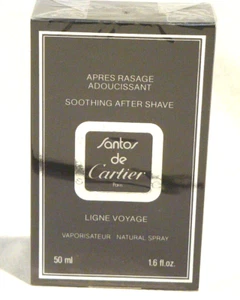 APRES RASAGE
ADOUCISSANT
SOOTHING AFTER SHAVE
Santos
de
Cartier
Paris
LIGNE VOYAGE
VAPORISATEUR NATURAL SPRAY
50 ml 1.6 fl.oz.